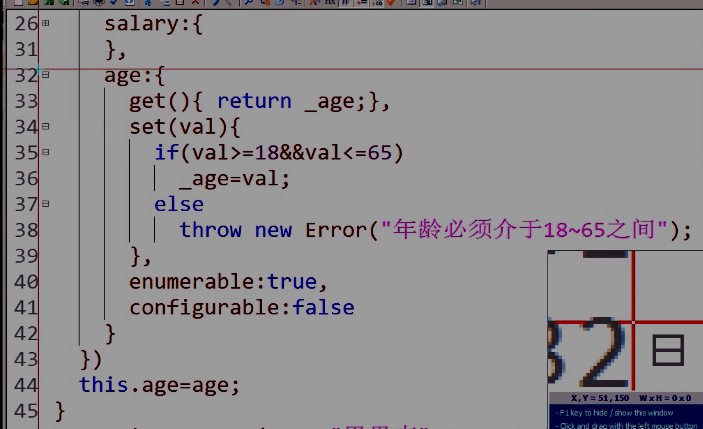 26 salary:{
31 },
32 age:{
33 get(){ return _age;},
34 set(val){
35 if(val>=18&&val<=65)
36 _age=val;
37 else
38 throw new Error("年龄必须介于18~65之间");
39 },
40 enumerable:true,
41 configurable:false
42 }
43 })
44 this.age=age;
45 }
32
X,Y = 51,150 W x H = 0 x 0
- F1 key to hide / show this window
- Click and drag with the left mouse button